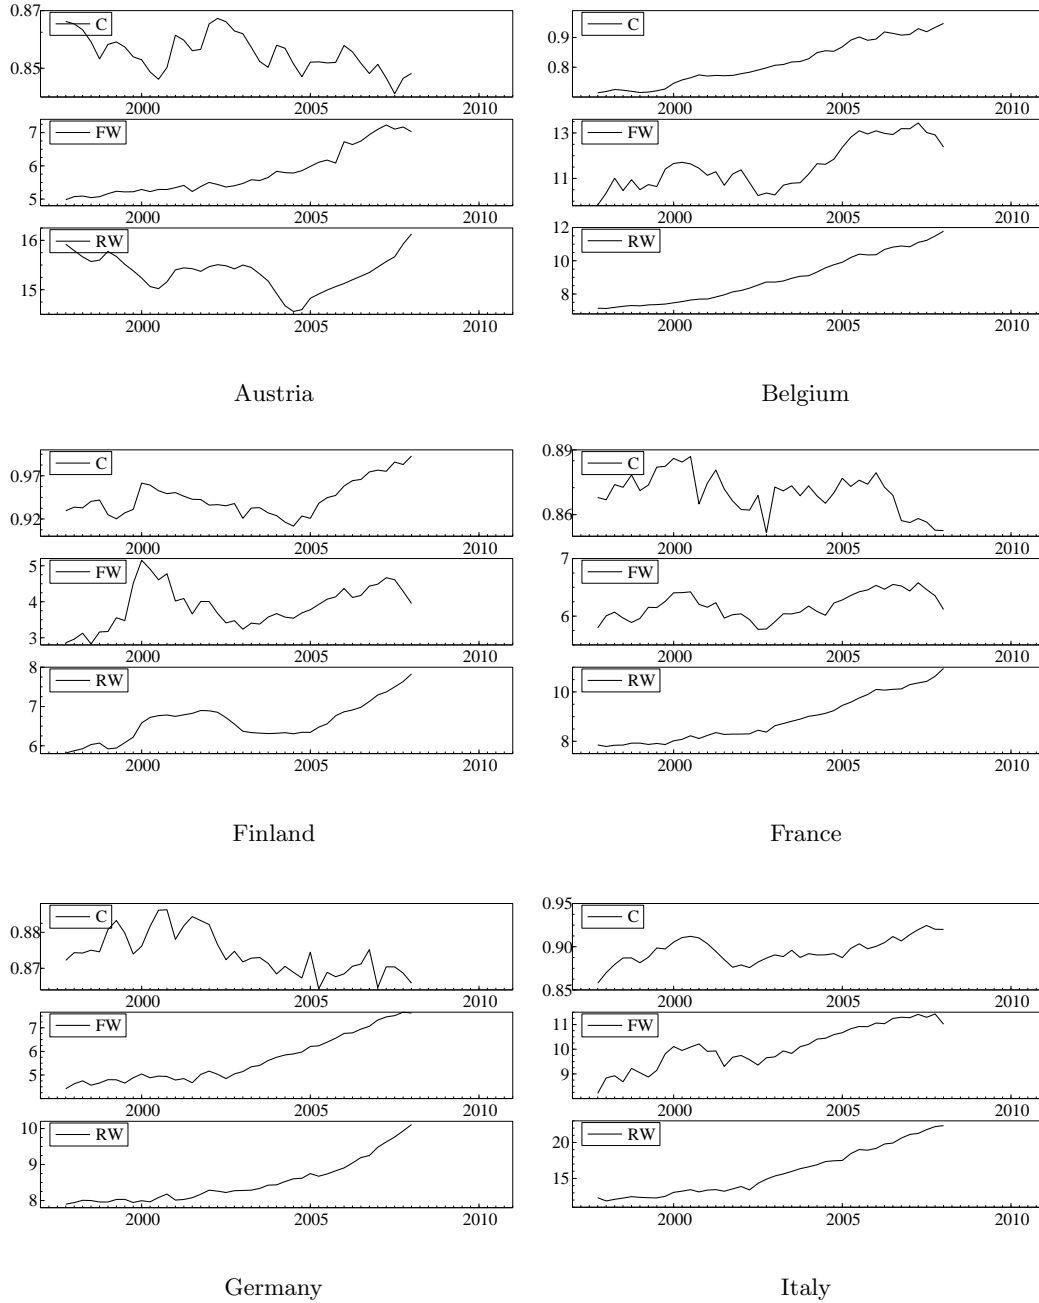 0.87
C
0.85
2000 2005 2010
7
FW
6
5
2000 2005 2010
16
RW
15
2000 2005 2010
Austria
0.9
C
0.8
2000 2005 2010
13
FW
11
2000 2005 2010
12
RW
10
8
2000 2005 2010
Belgium
0.97
C
0.92
2000 2005 2010
5
FW
4
3
2000 2005 2010
8
RW
7
6
2000 2005 2010
Finland
0.89
C
0.86
2000 2005 2010
7
FW
6
2000 2005 2010
10
RW
8
2000 2005 2010
France
0.88
C
0.87
2000 2005 2010
7
FW
6
5
2000 2005 2010
10
RW
9
8
2000 2005 2010
Germany
0.95
C
0.90
0.85
2000 2005 2010
11
FW
10
9
2000 2005 2010
20
RW
15
2000 2005 2010
Italy